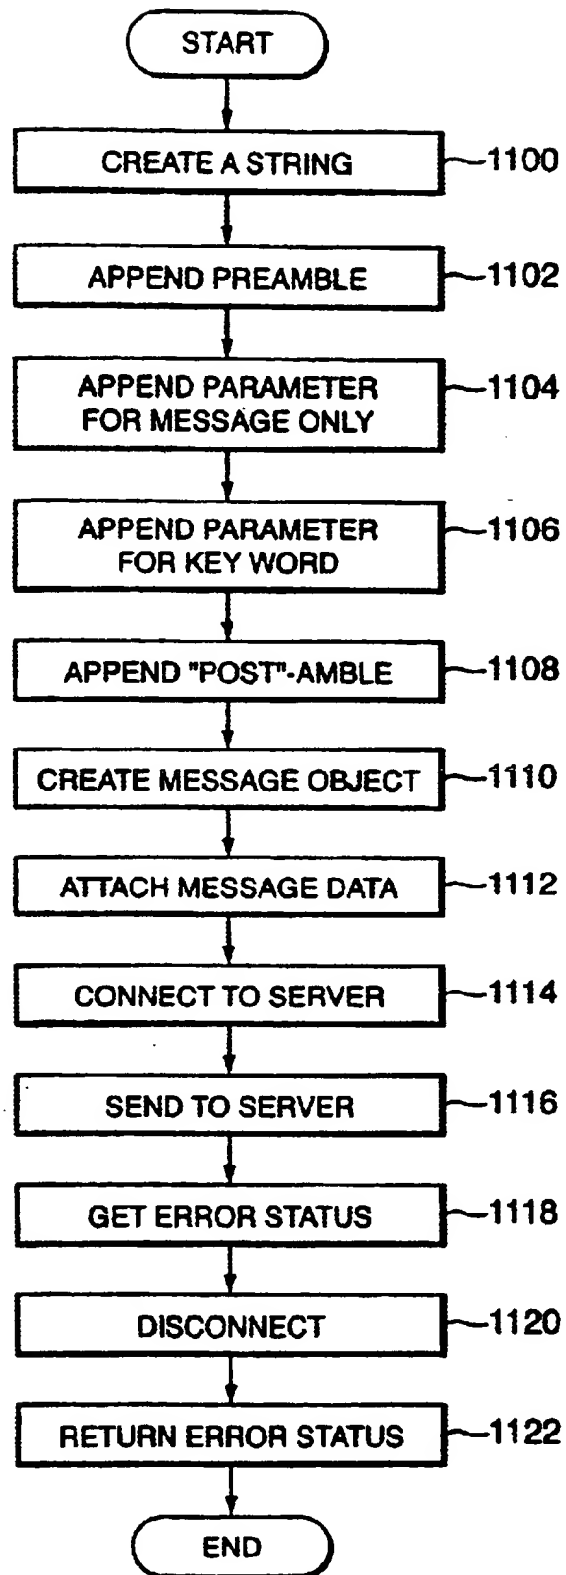 START
CREATE A STRING
1100
APPEND PREAMBLE
1102
APPEND PARAMETER
FOR MESSAGE ONLY
1104
APPEND PARAMETER
FOR KEY WORD
1106
APPEND "POST"-AMBLE
1108
CREATE MESSAGE OBJECT
1110
ATTACH MESSAGE DATA
1112
CONNECT TO SERVER
1114
SEND TO SERVER
1116
GET ERROR STATUS
1118
DISCONNECT
1120
RETURN ERROR STATUS
1122
END